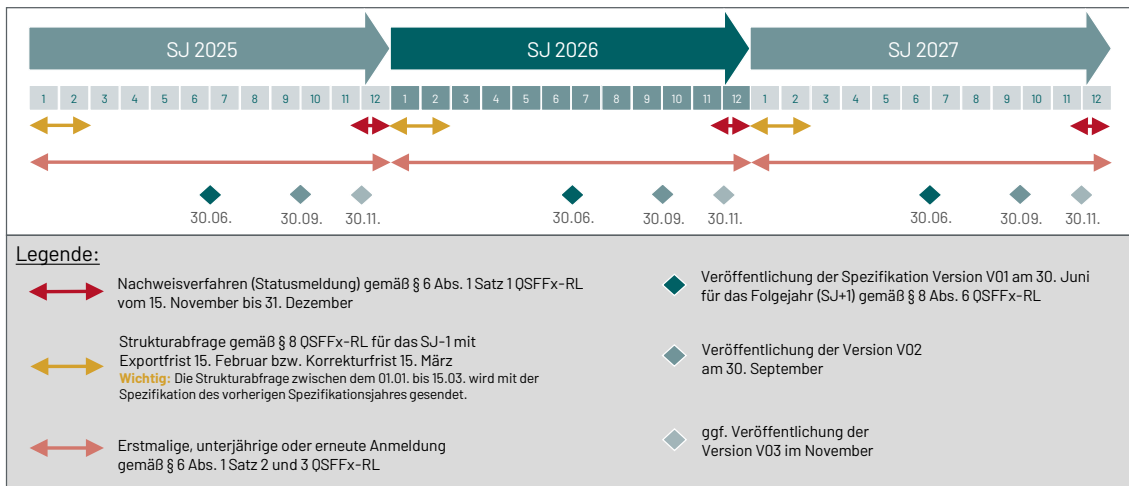 SJ 2025 SJ 2026 SJ 2027
1 2 3 4 5 6 7 8 9 10 11 12 1 2 3 4 5 6 7 8 9 10 11 12 1 2 3 4 5 6 7 8 9 10 11 12
30.06. 30.09. 30.11. 30.06. 30.09. 30.11. 30.06. 30.09. 30.11.
Legende:
Nachweisverfahren (Statusmeldung) gemäß § 6 Abs. 1 Satz 1 QSFFx-RL
vom 15. November bis 31. Dezember
Strukturabfrage gemäß § 8 QSFFx-RL für das SJ-1 mit
Exportfrist 15. Februar bzw. Korrekturfrist 15. März
Wichtig: Die Strukturabfrage zwischen dem 01.01. bis 15.03. wird mit der
Spezifikation des vorherigen Spezifikationsjahres gesendet.
Erstmalige, unterjährige oder erneute Anmeldung
gemäß § 6 Abs. 1 Satz 2 und 3 QSFFx-RL
Veröffentlichung der Spezifikation Version V01 am 30. Juni
für das Folgejahr (SJ+1) gemäß § 8 Abs. 6 QSFFx-RL
Veröffentlichung der Version V02
am 30. September
ggf. Veröffentlichung der
Version V03 im November